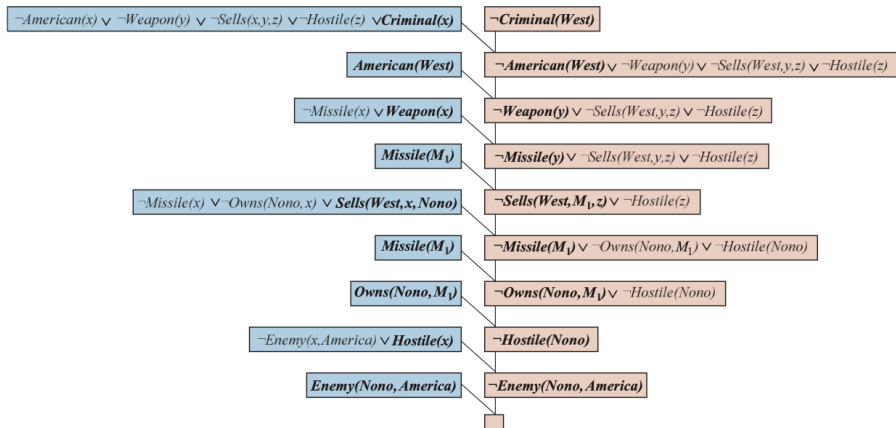 ¬American(x) ∨ ¬Weapon(y) ∨ ¬Sells(x,y,z) ∨ ¬Hostile(z) ∨ Criminal(x)
¬Criminal(West)
American(West)
¬American(West) ∨ ¬Weapon(y) ∨ ¬Sells(West,y,z) ∨ ¬Hostile(z)
¬Missile(x) ∨ Weapon(x)
¬Weapon(y) ∨ ¬Sells(West,y,z) ∨ ¬Hostile(z)
Missile(M₁)
¬Missile(y) ∨ ¬Sells(West,y,z) ∨ ¬Hostile(z)
¬Missile(x) ∨ ¬Owns(Nono,x) ∨ Sells(West,x,Nono)
¬Sells(West,M₁,z) ∨ ¬Hostile(z)
Missile(M₁)
¬Missile(M₁) ∨ ¬Owns(Nono,M₁) ∨ ¬Hostile(Nono)
Owns(Nono,M₁)
¬Owns(Nono,M₁) ∨ ¬Hostile(Nono)
¬Enemy(x,America) ∨ Hostile(x)
¬Hostile(Nono)
Enemy(Nono,America)
¬Enemy(Nono,America)